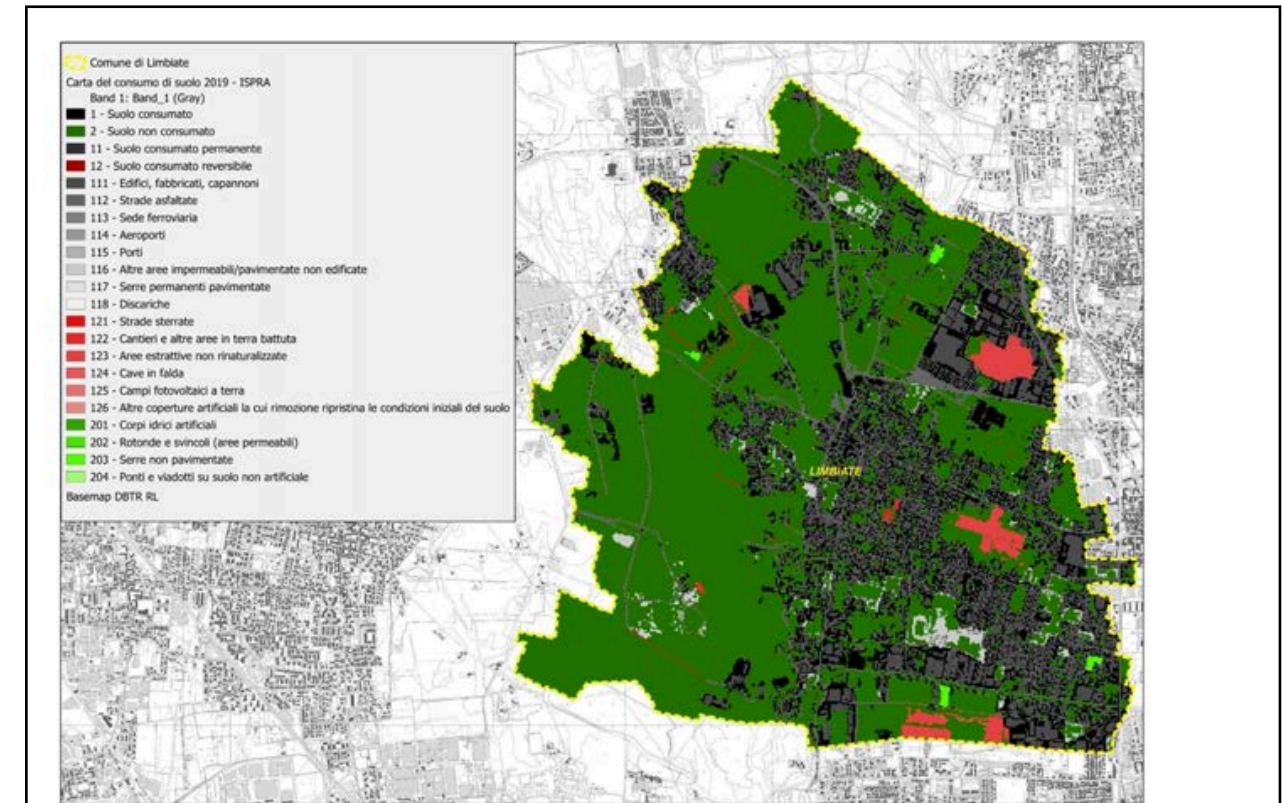 Comune di Limbiate
Carta del consumo di suolo 2019 - ISPRA
Band 1: Band_1 (Gray)
1 - Suolo consumato
2 - Suolo non consumato
11 - Suolo consumato permanente
12 - Suolo consumato reversibile
111 - Edifici, fabbricati, capannoni
112 - Strade asfaltate
113 - Sede ferroviaria
114 - Aeroporti
115 - Porti
116 - Altre aree impermeabili/pavimentate non edificate
117 - Serre permanenti pavimentate
118 - Discariche
121 - Strade sterrate
122 - Cantieri e altre aree in terra battuta
123 - Aree estrattive non rinaturalizzate
124 - Cave in falda
125 - Campi fotovoltaici a terra
126 - Altre coperture artificiali la cui rimozione ripristina le condizioni iniziali del suolo
201 - Corpi idrici artificiali
202 - Rotonde e svincoli (aree permeabili)
203 - Serre non pavimentate
204 - Ponti e viadotti su suolo non artificiale
Basemap DBTR RL
LIMBIATE